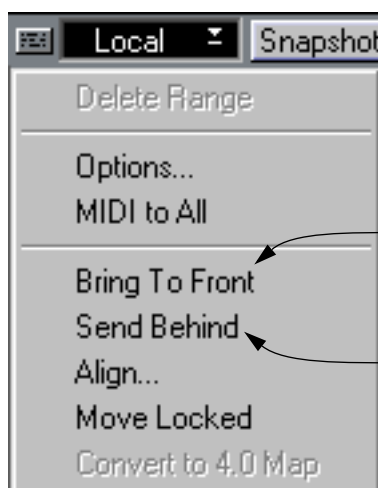 Local Snapshot
Delete Range
Options...
MIDI to All
Bring To Front
Send Behind
Align...
Move Locked
Convert to 4.0 Map